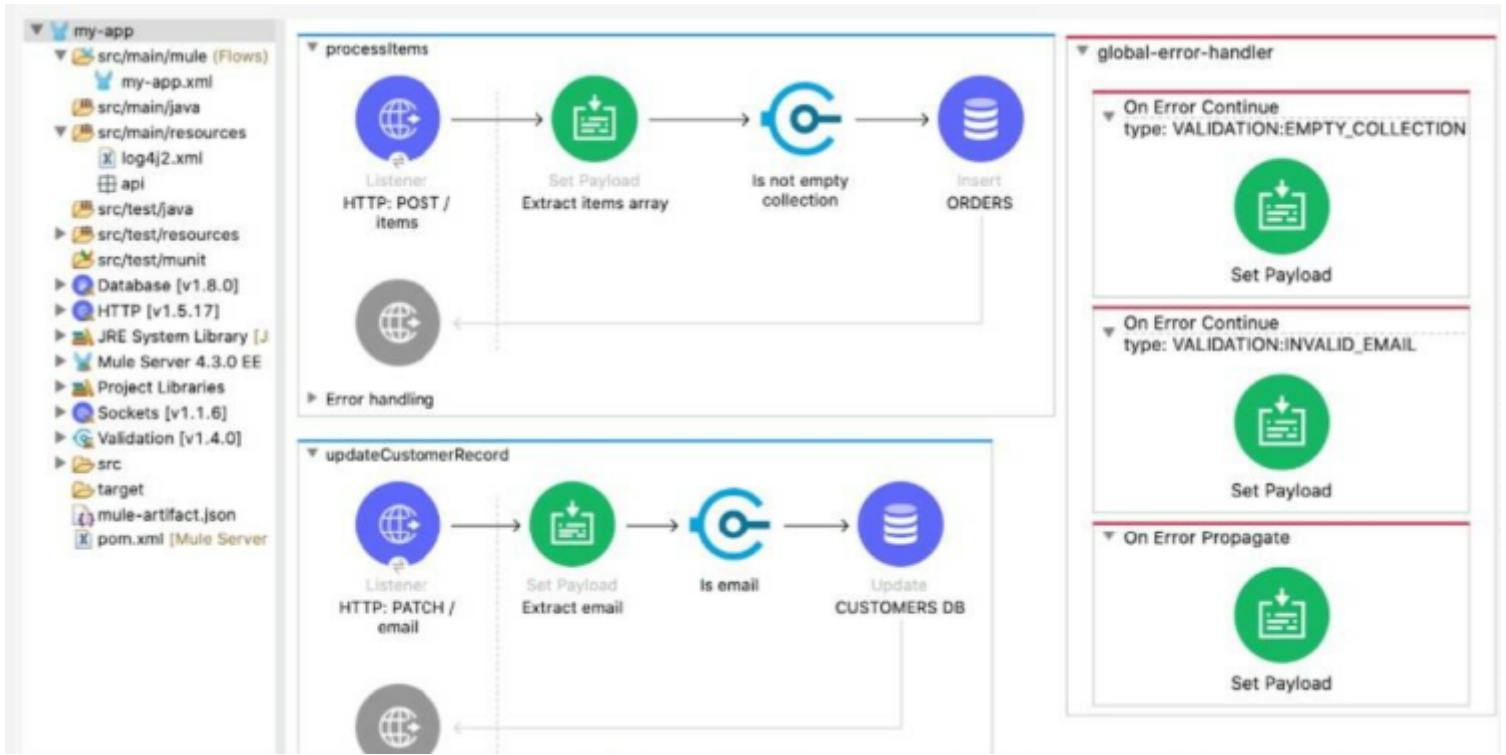 my-app
src/main/mule (Flows)
my-app.xml
src/main/java
src/main/resources
log4j2.xml
api
src/test/java
src/test/resources
src/test/munit
Database [v1.8.0]
HTTP [v1.5.17]
JRE System Library [J
Mule Server 4.3.0 EE
Project Libraries
Sockets [v1.1.6]
Validation [v1.4.0]
src
target
mule-artifact.json
pom.xml [Mule Server
processItems
Listener
HTTP: POST /
items
Set Payload
Extract items array
Is not empty
collection
Insert
ORDERS
Error handling
updateCustomerRecord
Listener
HTTP: PATCH /
email
Set Payload
Extract email
Is email
Update
CUSTOMERS DB
global-error-handler
On Error Continue
type: VALIDATION:EMPTY_COLLECTION
Set Payload
On Error Continue
type: VALIDATION:INVALID_EMAIL
Set Payload
On Error Propagate
Set Payload